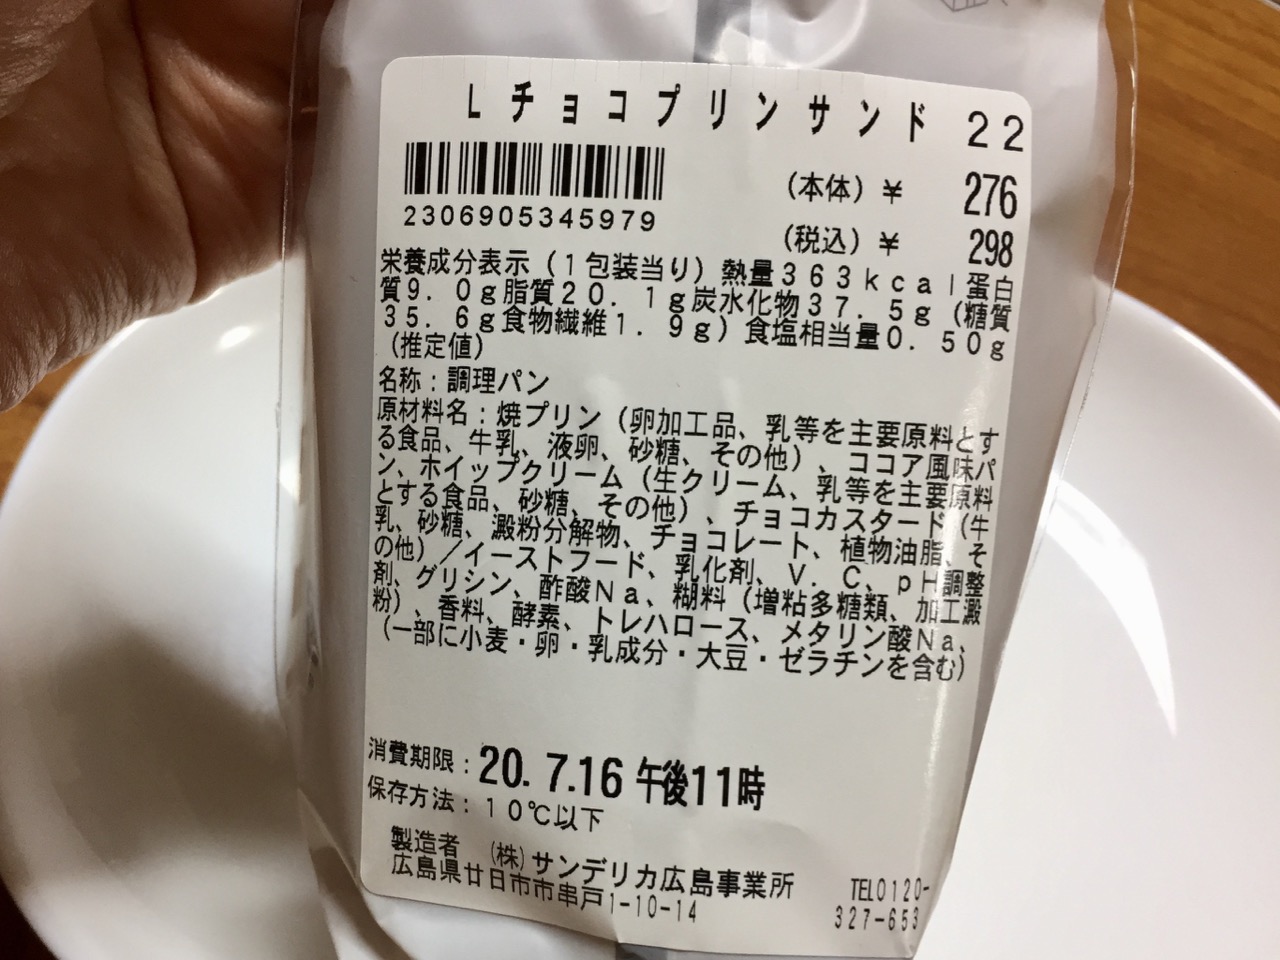 Lチョコプリンサンド 22
(本体)¥ 276
2306905345979
(税込)¥ 298
栄養成分表示(1包装当り)熱量363kcal蛋白
質9.0g脂質20.1g炭水化物37.5g(糖質
35.6g食物繊維1.9g)食塩相当量0.50g
(推定値)
名称:調理パン
原材料名:焼プリン(卵加工品、乳等を主要原料とす
る食品、牛乳、液卵、砂糖、その他)、ココア風味パ
ン、ホイップクリーム(生クリーム、乳等を主要原料
とする食品、砂糖、その他)、チョコカスタード(牛
乳、砂糖、澱粉分解物、チョコレート、植物油脂、そ
の他)/イーストフード、乳化剤、V.C、pH調整
剤、グリシン、酢酸Na、糊料(増粘多糖類、加工澱
粉)、香料、酵素、トレハロース、メタリン酸Na、
(一部に小麦・卵・乳成分・大豆・ゼラチンを含む)
消費期限:20.7.16 午後11時
保存方法:10℃以下
製造者 (株)サンデリカ広島事業所
広島県廿日市市串戸1-10-14
TEL0120-
327-653